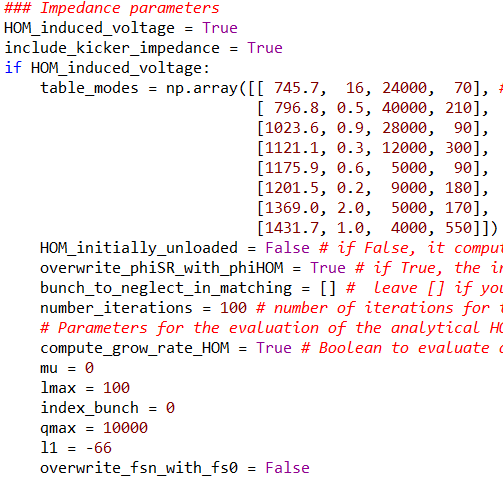 ### Impedance parameters
HOM_induced_voltage = True
include_kicker_impedance = True
if HOM_induced_voltage:
    table_modes = np.array([[ 745.7,  16, 24000,  70], #
                            [ 796.8, 0.5, 40000, 210],
                            [1023.6, 0.9, 28000,  90],
                            [1121.1, 0.3, 12000, 300],
                            [1175.9, 0.6,  5000,  90],
                            [1201.5, 0.2,  9000, 180],
                            [1369.0, 2.0,  5000, 170],
                            [1431.7, 1.0,  4000, 550]])
    HOM_initially_unloaded = False # if False, it
    overwrite_phiSR_with_phiHOM = True # if True, the
    bunch_to_neglect_in_matching = [] #  leave [] if
    number_iterations = 100 # number of iterations for
    # Parameters for the evaluation of the analytical
    compute_grow_rate_HOM = True # Boolean to evaluate
    mu = 0
    lmax = 100
    index_bunch = 0
    qmax = 10000
    l1 = -66
    overwrite_fsn_with_fs0 = False